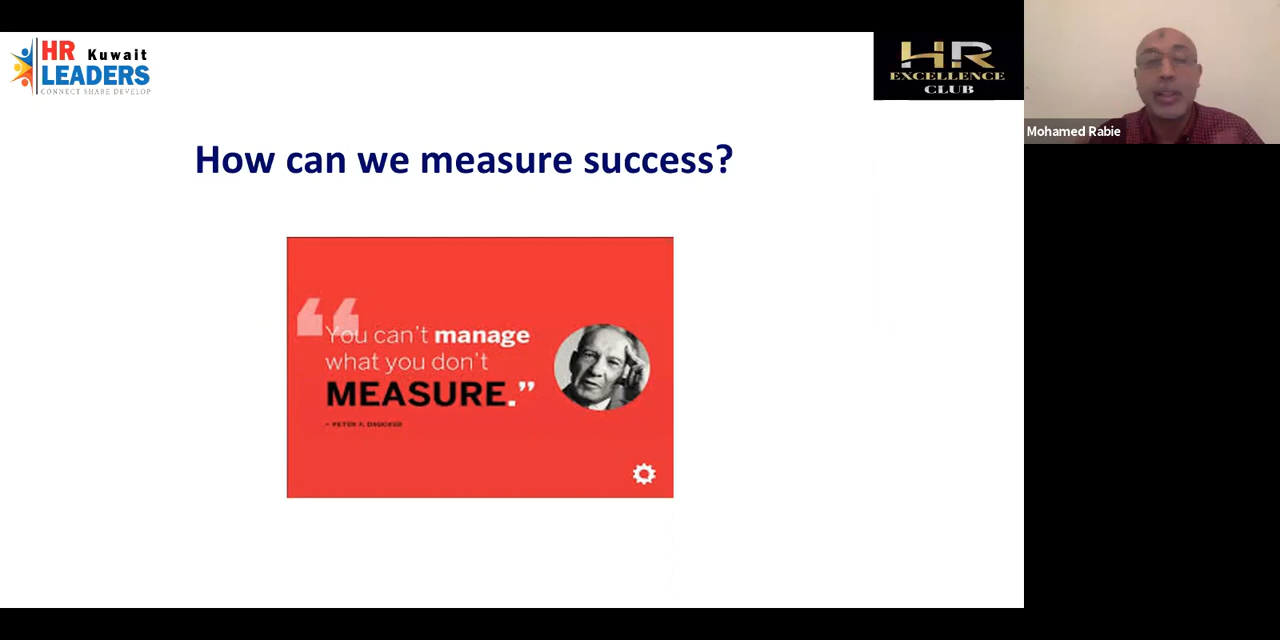 HR Kuwait
LEADERS
CONNECT SHARE DEVELOP
HR
EXCELLENCE
CLUB
Mohamed Rabie
How can we measure success?
“You can't manage
what you don't
MEASURE.”
- PETER F. DRUCKER